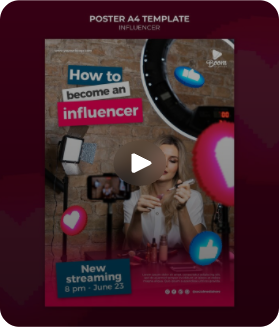 POSTER A4 TEMPLATE
INFLUENCER
How to
become an
influencer
New
streaming
8 pm - June 23